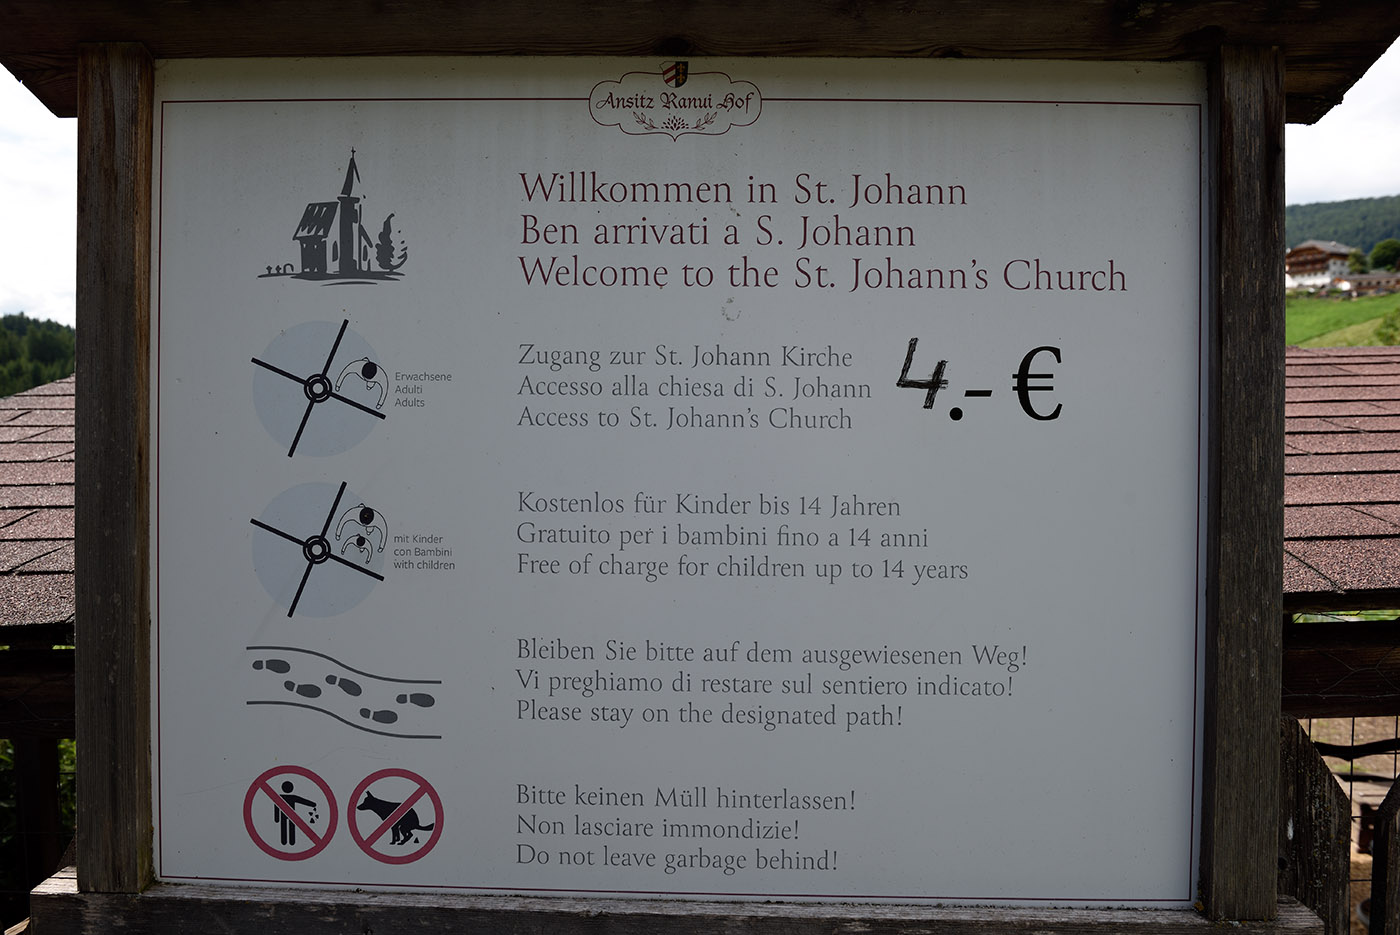 Ansitz Ranui Hof
Willkommen in St. Johann
Ben arrivati a S. Johann
Welcome to the St. Johann's Church
Erwachsene
Adulti
Adults
Zugang zur St. Johann Kirche
Accesso alla chiesa di S. Johann
Access to St. Johann's Church
4.-€
mit Kinder
con Bambini
with children
Kostenlos für Kinder bis 14 Jahren
Gratuito per i bambini fino a 14 anni
Free of charge for children up to 14 years
Bleiben Sie bitte auf dem ausgewiesenen Weg!
Vi preghiamo di restare sul sentiero indicato!
Please stay on the designated path!
Bitte keinen Müll hinterlassen!
Non lasciare immondizie!
Do not leave garbage behind!